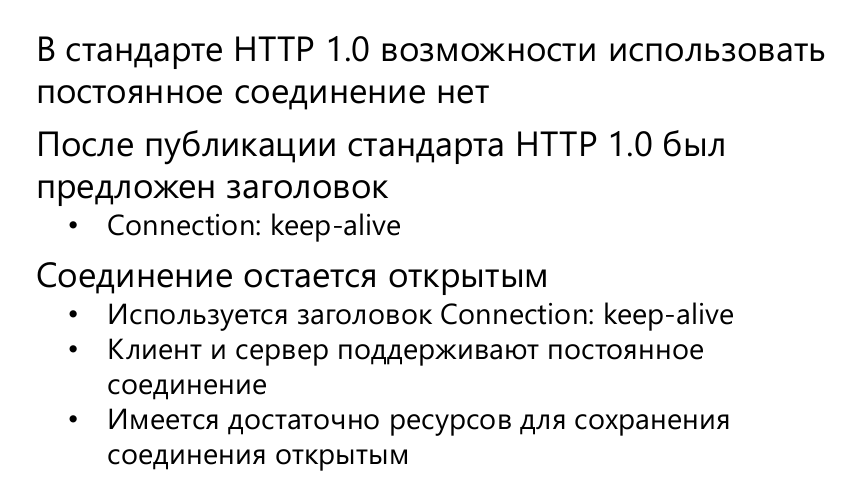 В стандарте HTTP 1.0 возможности использовать
постоянное соединение нет
После публикации стандарта HTTP 1.0 был
предложен заголовок
• Connection: keep-alive
Соединение остается открытым
• Используется заголовок Connection: keep-alive
• Клиент и сервер поддерживают постоянное
соединение
• Имеется достаточно ресурсов для сохранения
соединения открытым